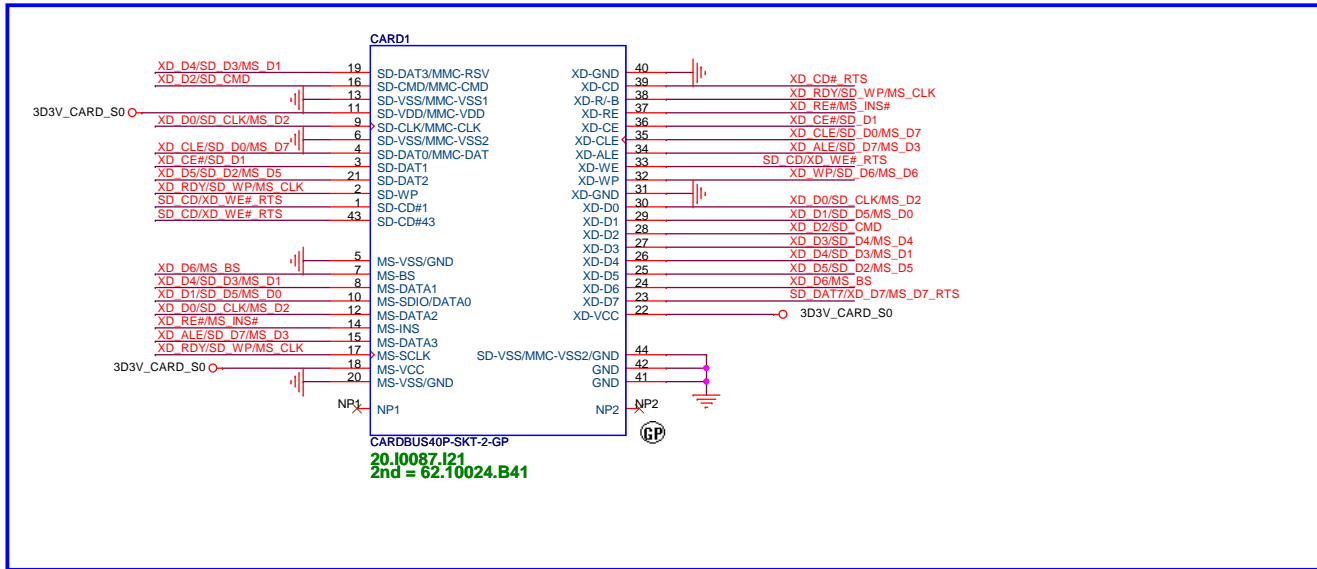 CARD1
XD_D4/SD_D3/MS_D1 19 SD-DAT3/MMC-RSV XD-GND 40
XD_D2/SD_CMD 16 SD-CMD/MMC-CMD XD-CD 39 XD_CD#_RTS
13 SD-VSS/MMC-VSS1 XD-R/-B 38 XD_RDY/SD_WP/MS_CLK
3D3V_CARD_S0 11 SD-VDD/MMC-VDD XD-RE 37 XD_RE#/MS_INS#
XD_D0/SD_CLK/MS_D2 9 SD-CLK/MMC-CLK XD-CE 36 XD_CE#/SD_D1
6 SD-VSS/MMC-VSS2 XD-CLE 35 XD_CLE/SD_D0/MS_D7
XD_CLE/SD_D0/MS_D7 4 SD-DAT0/MMC-DAT XD-ALE 34 XD_ALE/SD_D7/MS_D3
XD_CE#/SD_D1 3 SD-DAT1 XD-WE 33 SD_CD/XD_WE#_RTS
XD_D5/SD_D2/MS_D5 21 SD-DAT2 XD-WP 32 XD_WP/SD_D6/MS_D6
XD_RDY/SD_WP/MS_CLK 2 SD-WP XD-GND 31
SD_CD/XD_WE#_RTS 1 SD-CD#1 XD-D0 30 XD_D0/SD_CLK/MS_D2
SD_CD/XD_WE#_RTS 43 SD-CD#43 XD-D1 29 XD_D1/SD_D5/MS_D0
XD-D2 28 XD_D2/SD_CMD
XD-D3 27 XD_D3/SD_D4/MS_D4
5 MS-VSS/GND XD-D4 26 XD_D4/SD_D3/MS_D1
XD_D6/MS_BS 7 MS-BS XD-D5 25 XD_D5/SD_D2/MS_D5
XD_D4/SD_D3/MS_D1 8 MS-DATA1 XD-D6 24 XD_D6/MS_BS
XD_D1/SD_D5/MS_D0 10 MS-SDIO/DATA0 XD-D7 23 SD_DAT7/XD_D7/MS_D7_RTS
XD_D0/SD_CLK/MS_D2 12 MS-DATA2 XD-VCC 22 3D3V_CARD_S0
XD_RE#/MS_INS# 14 MS-INS
XD_ALE/SD_D7/MS_D3 15 MS-DATA3
XD_RDY/SD_WP/MS_CLK 17 MS-SCLK SD-VSS/MMC-VSS2/GND 44
3D3V_CARD_S0 18 MS-VCC GND 42
20 MS-VSS/GND GND 41
NP1 NP1 NP2 NP2
GP
CARDBUS40P-SKT-2-GP
20.I0087.I21
2nd = 62.10024.B41